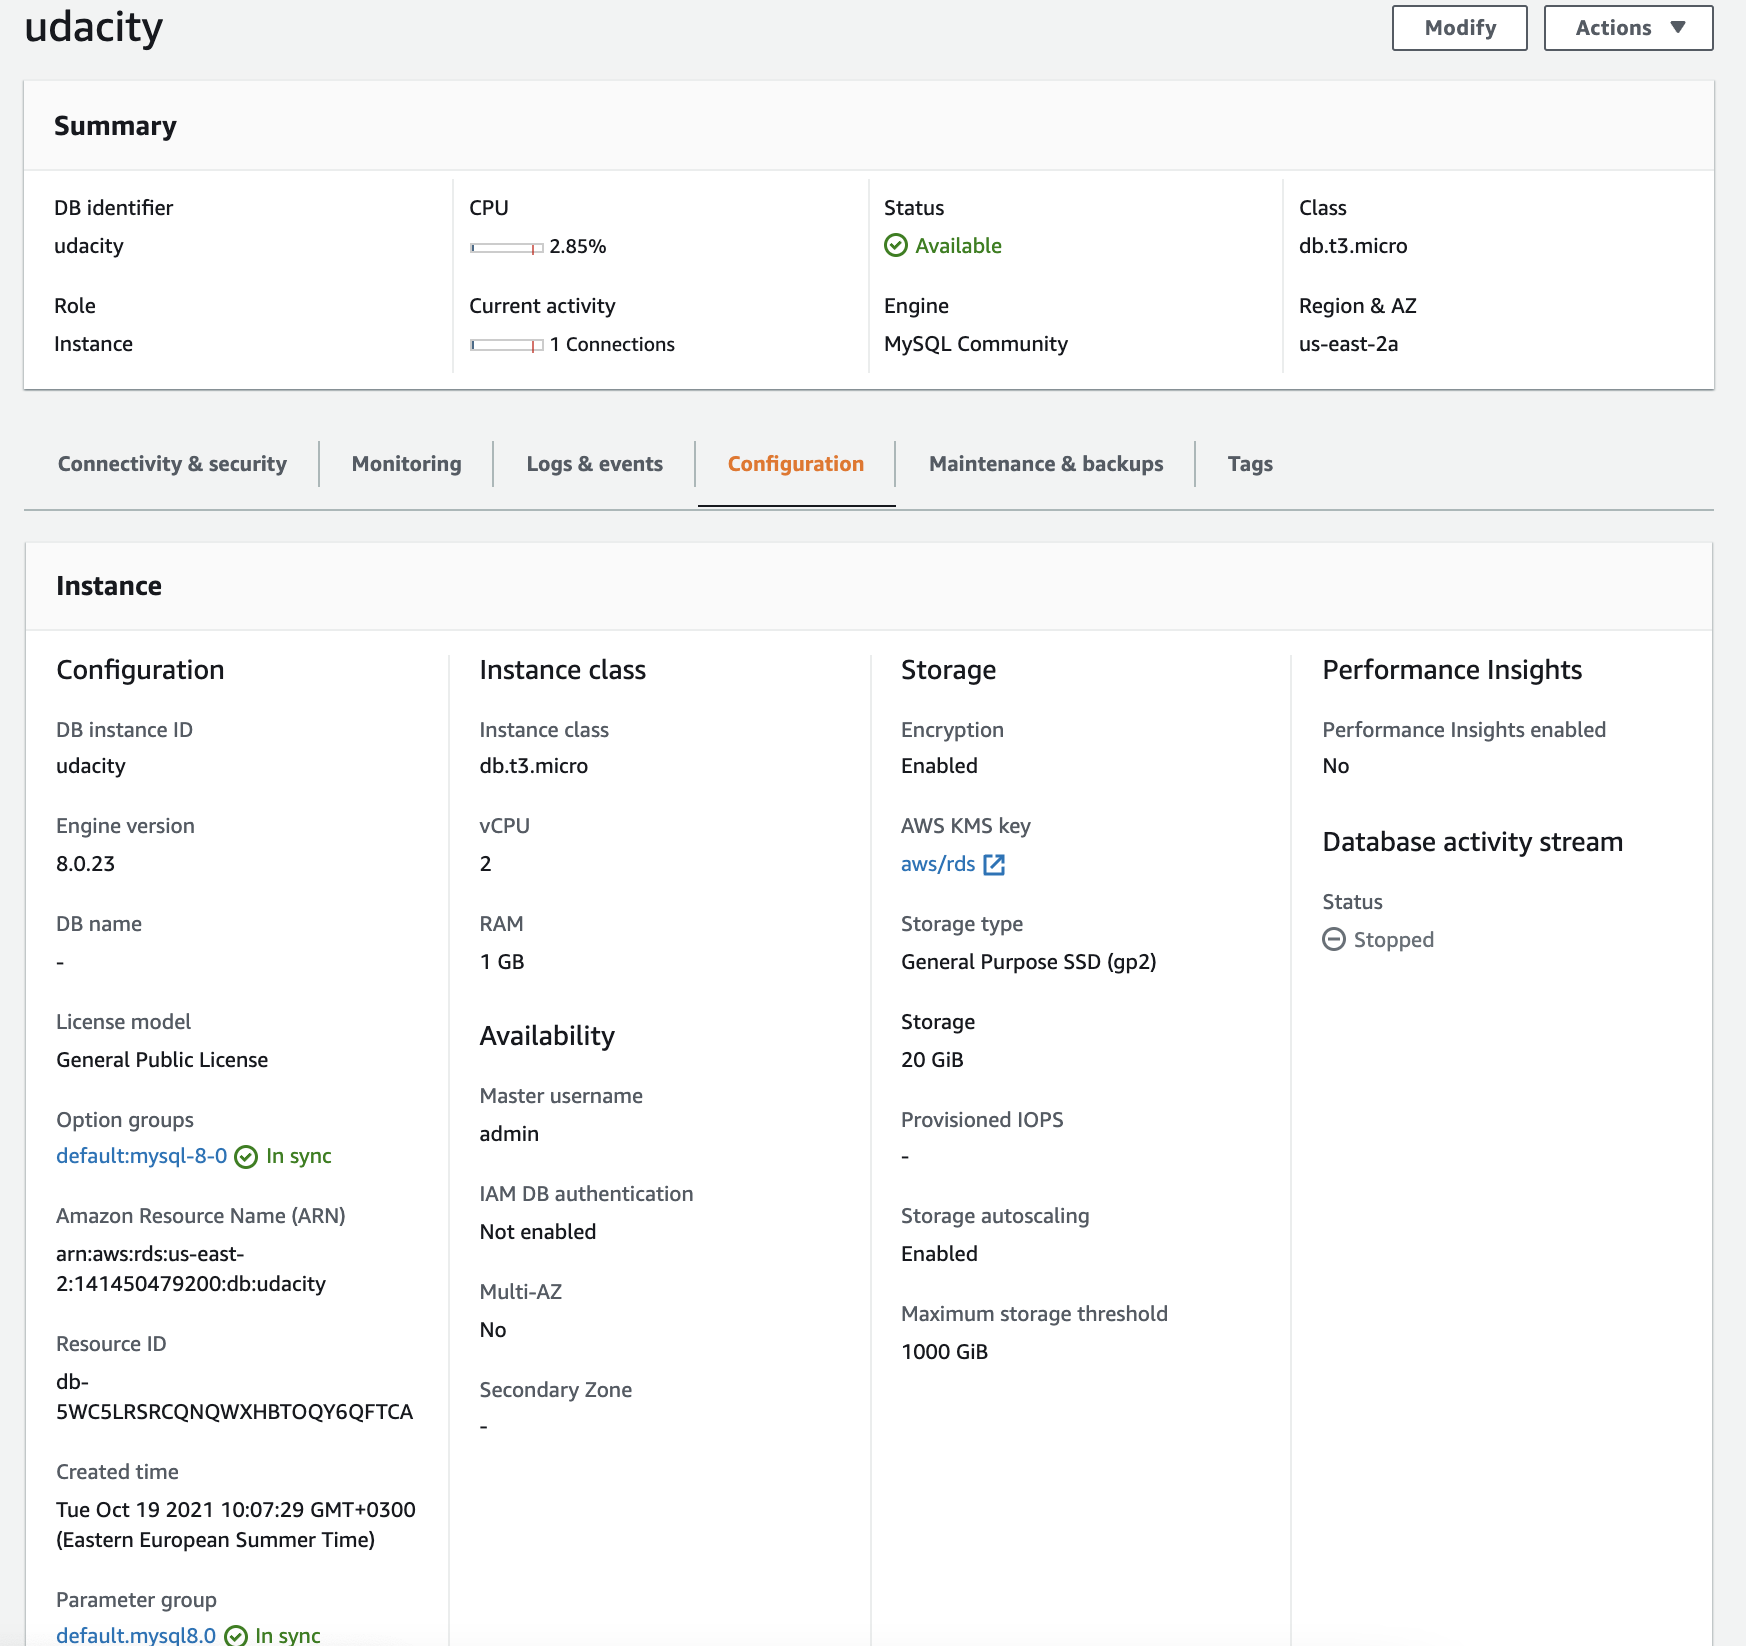 udacity
Modify
Actions
Summary
DB identifier
udacity
CPU
2.85%
Status
Available
Class
db.t3.micro
Role
Instance
Current activity
1 Connections
Engine
MySQL Community
Region & AZ
us-east-2a
Connectivity & security
Monitoring
Logs & events
Configuration
Maintenance & backups
Tags
Instance
Configuration
DB instance ID
udacity
Engine version
8.0.23
DB name
-
License model
General Public License
Option groups
default:mysql-8-0 In sync
Amazon Resource Name (ARN)
arn:aws:rds:us-east-
2:141450479200:db:udacity
Resource ID
db-
5WC5LRSRCQNQWXHBTOQY6QFTCA
Created time
Tue Oct 19 2021 10:07:29 GMT+0300
(Eastern European Summer Time)
Parameter group
default.mysql8.0 In sync
Instance class
Instance class
db.t3.micro
vCPU
2
RAM
1 GB
Availability
Master username
admin
IAM DB authentication
Not enabled
Multi-AZ
No
Secondary Zone
-
Storage
Encryption
Enabled
AWS KMS key
aws/rds
Storage type
General Purpose SSD (gp2)
Storage
20 GiB
Provisioned IOPS
-
Storage autoscaling
Enabled
Maximum storage threshold
1000 GiB
Performance Insights
Performance Insights enabled
No
Database activity stream
Status
Stopped